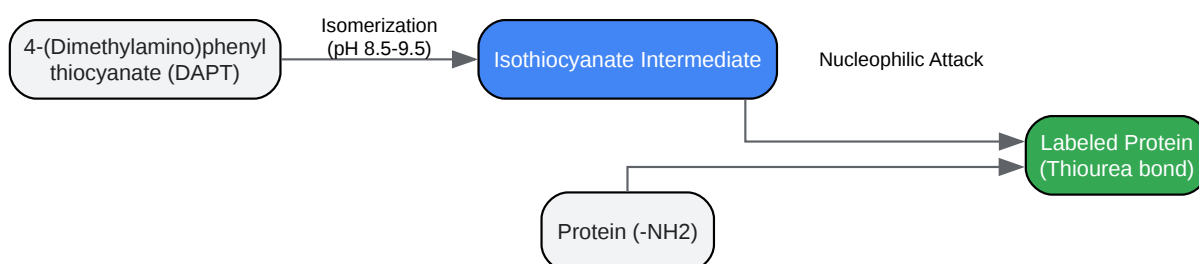 4-(Dimethylamino)phenyl
thiocyanate (DAPT)
Isomerization
(pH 8.5-9.5)
Isothiocyanate Intermediate
Nucleophilic Attack
Labeled Protein
(Thiourea bond)
Protein (-NH2)